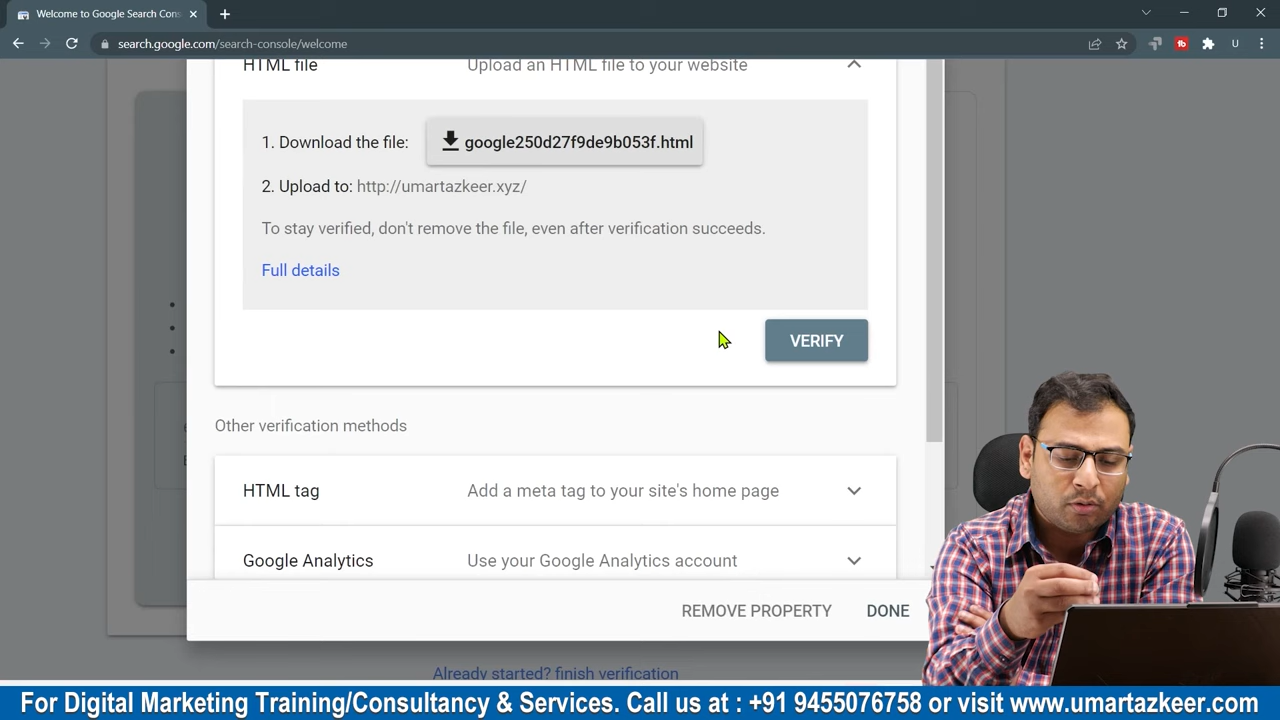 Welcome to Google Search Cons
search.google.com/search-console/welcome
U
HTML file
Upload an HTML file to your website
1. Download the file:
google250d27f9de9b053f.html
2. Upload to: http://umartazkeer.xyz/
To stay verified, don't remove the file, even after verification succeeds.
Full details
VERIFY
Other verification methods
HTML tag
Add a meta tag to your site's home page
Google Analytics
Use your Google Analytics account
REMOVE PROPERTY
DONE
Already started? finish verification
For Digital Marketing Training/Consultancy & Services. Call us at : +91 9455076758 or visit www.umartazkeer.com